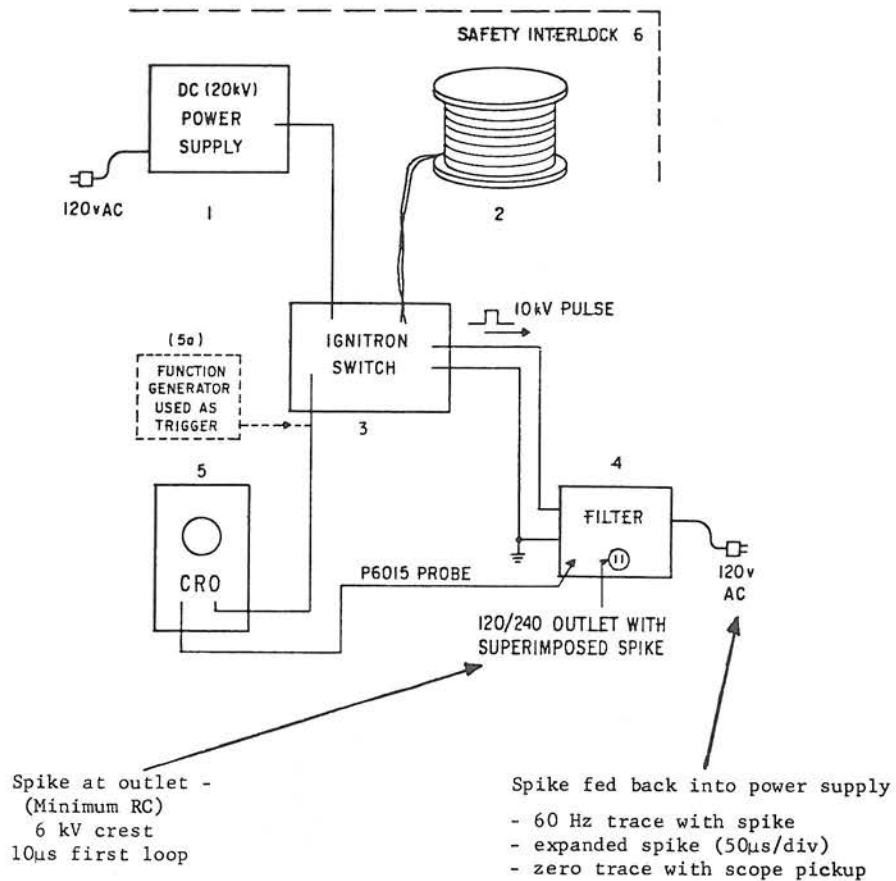 SAFETY INTERLOCK 6
DC (20kV)
POWER
SUPPLY
120vAC
1
2
10kV PULSE
IGNITRON
SWITCH
3
(5a)
FUNCTION
GENERATOR
USED AS
TRIGGER
5
CRO
4
FILTER
P6015 PROBE
120v
AC
120/240 OUTLET WITH
SUPERIMPOSED SPIKE
Spike at outlet -
(Minimum RC)
6 kV crest
10µs first loop
Spike fed back into power supply
- 60 Hz trace with spike
- expanded spike (50µs/div)
- zero trace with scope pickup